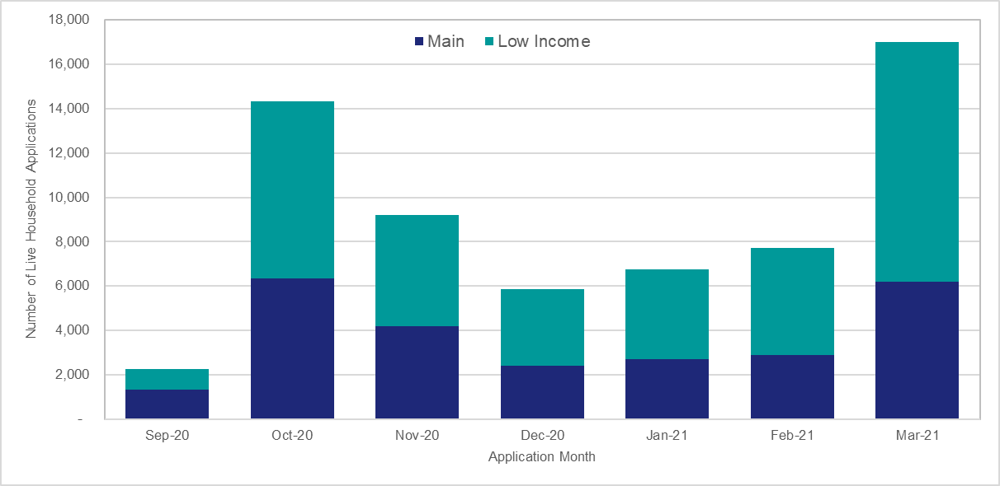 18,000
Main Low Income
16,000
14,000
12,000
10,000
8,000
6,000
4,000
2,000
-
Number of Live Household Applications
Sep-20 Oct-20 Nov-20 Dec-20 Jan-21 Feb-21 Mar-21
Application Month